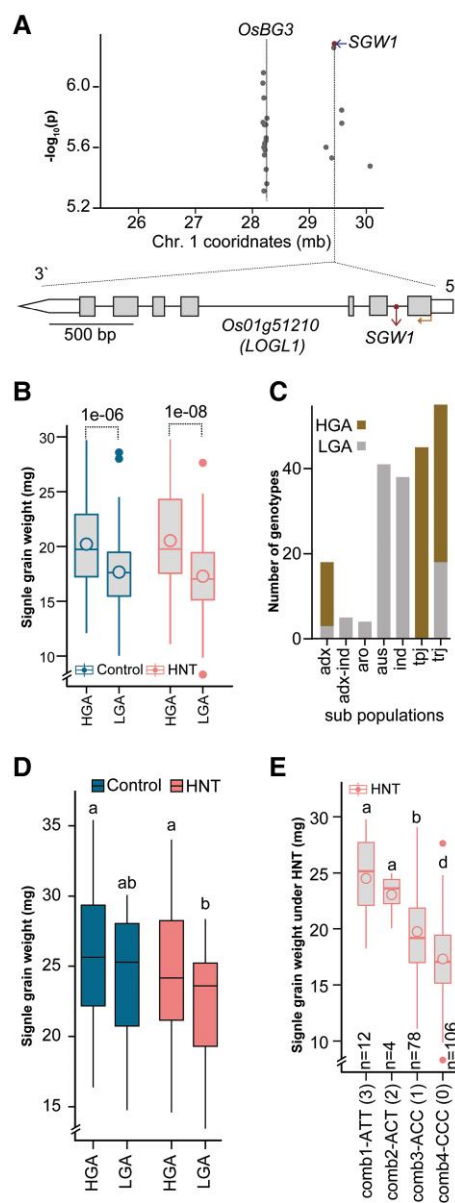 A
OsBG3
SGW1
6.0
5.6
5.2
-log10(p)
26 27 28 29 30
Chr. 1 cooridnates (mb)
3`
5`
500 bp
Os01g51210
(LOGL1)
SGW1
B
1e-06
1e-08
30
25
20
15
10
Signle grain weight (mg)
Control HNT
HGA LGA HGA LGA
C
HGA
LGA
40
20
0
Number of genotypes
adx adx-ind aro aus ind tpj trj
sub populations
D
Control HNT
a
ab
a
b
35
30
25
15
Signle grain weight (mg)
HGA LGA HGA LGA
E
HNT
a
a
b
d
30
25
20
15
10
Signle grain weight under HNT (mg)
n=12 n=4 n=78 n=106
comb1-ATT (3)
comb2-ACT (2)
comb3-ACC (1)
comb4-CCC (0)